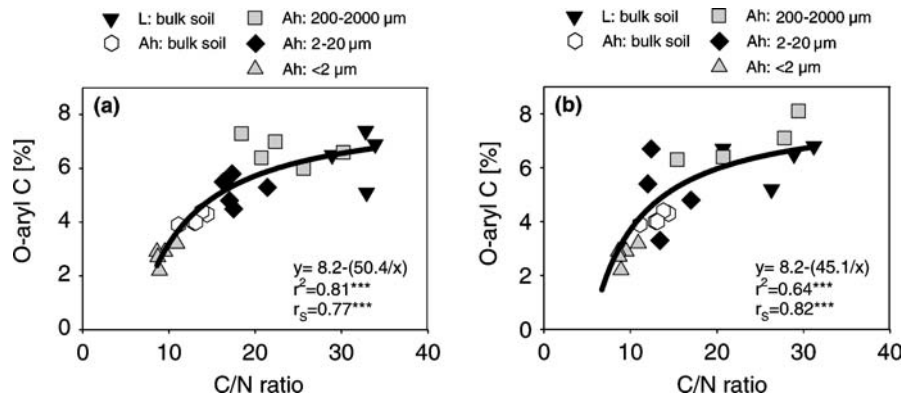 L: bulk soil
Ah: 200-2000 µm
Ah: bulk soil
Ah: 2-20 µm
Ah: <2 µm
(a)
O-aryl C [%]
8
6
4
2
0
y= 8.2-(50.4/x)
r²=0.81***
rₛ=0.77***
0 10 20 30 40
C/N ratio
L: bulk soil
Ah: 200-2000 µm
Ah: bulk soil
Ah: 2-20 µm
Ah: <2 µm
(b)
O-aryl C [%]
8
6
4
2
0
y= 8.2-(45.1/x)
r²=0.64***
rₛ=0.82***
0 10 20 30 40
C/N ratio